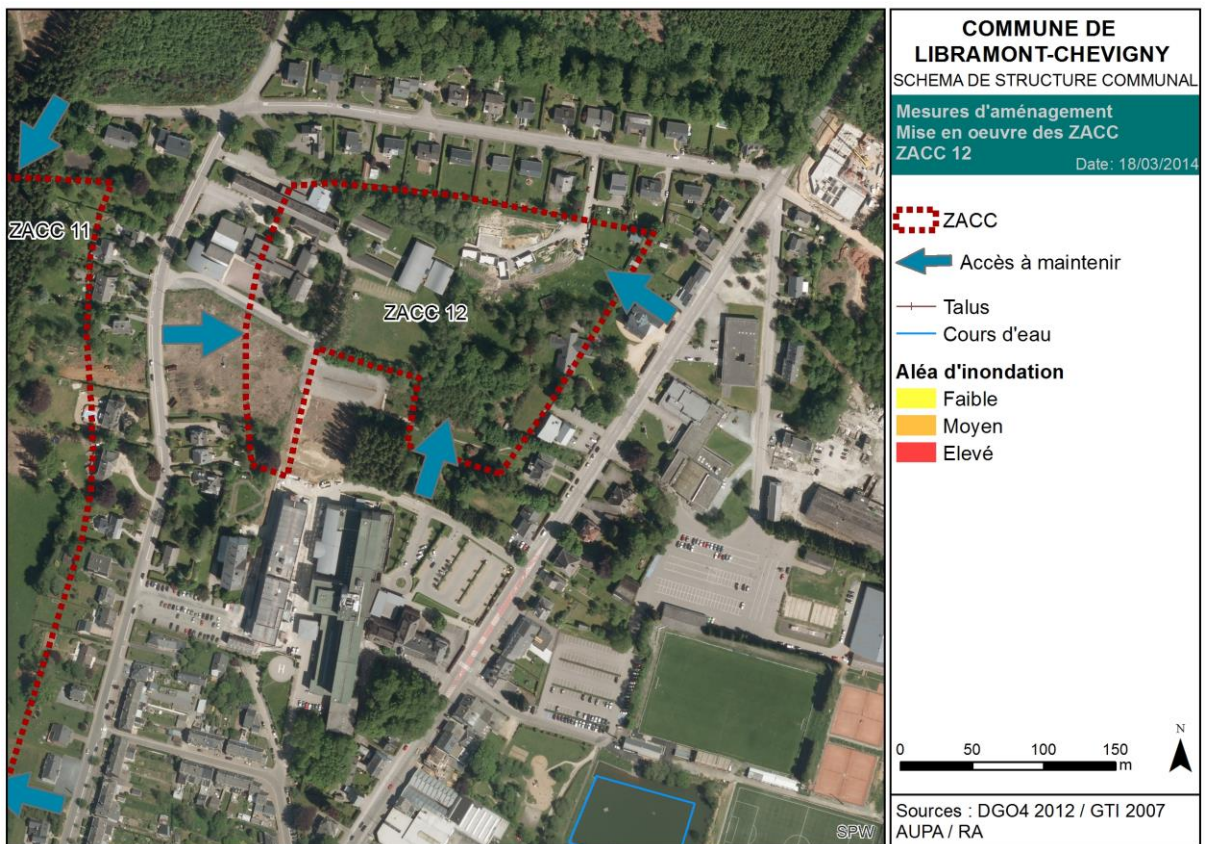 COMMUNE DE
LIBRAMONT-CHEVIGNY
SCHEMA DE STRUCTURE COMMUNAL
Mesures d'aménagement
Mise en oeuvre des ZACC
ZACC 12
Date: 18/03/2014
ZACC
Accès à maintenir
Talus
Cours d'eau
Aléa d'inondation
Faible
Moyen
Elevé
N
0 50 100 150
m
Sources : DGO4 2012 / GTI 2007
AUPA / RA
ZACC 11
ZACC 12
H
SPW